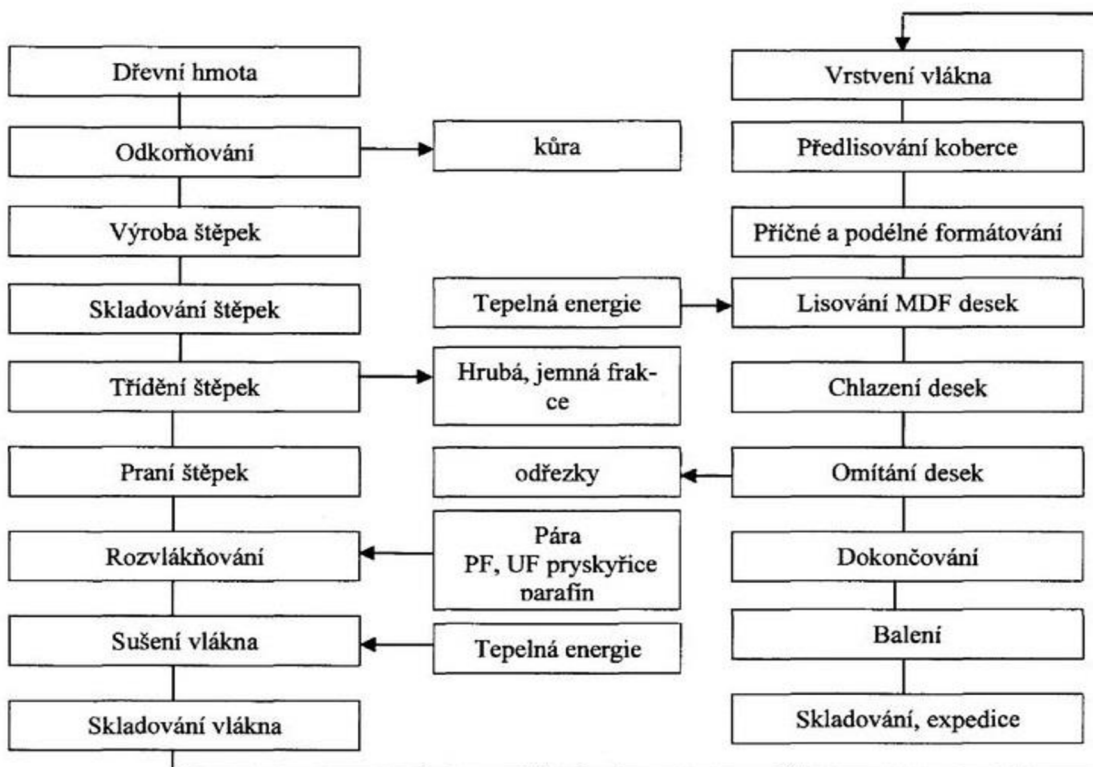 Dřevní hmota
Odkorňování
kůra
Výroba štěpek
Skladování štěpek
Třídění štěpek
Hrubá, jemná frak-
ce
Praní štěpek
Rozvlákňování
Pára
PF, UF pryskyřice
parafín
Sušení vlákna
Tepelná energie
Skladování vlákna
Vrstvení vlákna
Předlisování koberce
Příčné a podélné formátování
Tepelná energie
Lisování MDF desek
Chlazení desek
odřezky
Omítání desek
Dokončování
Balení
Skladování, expedice